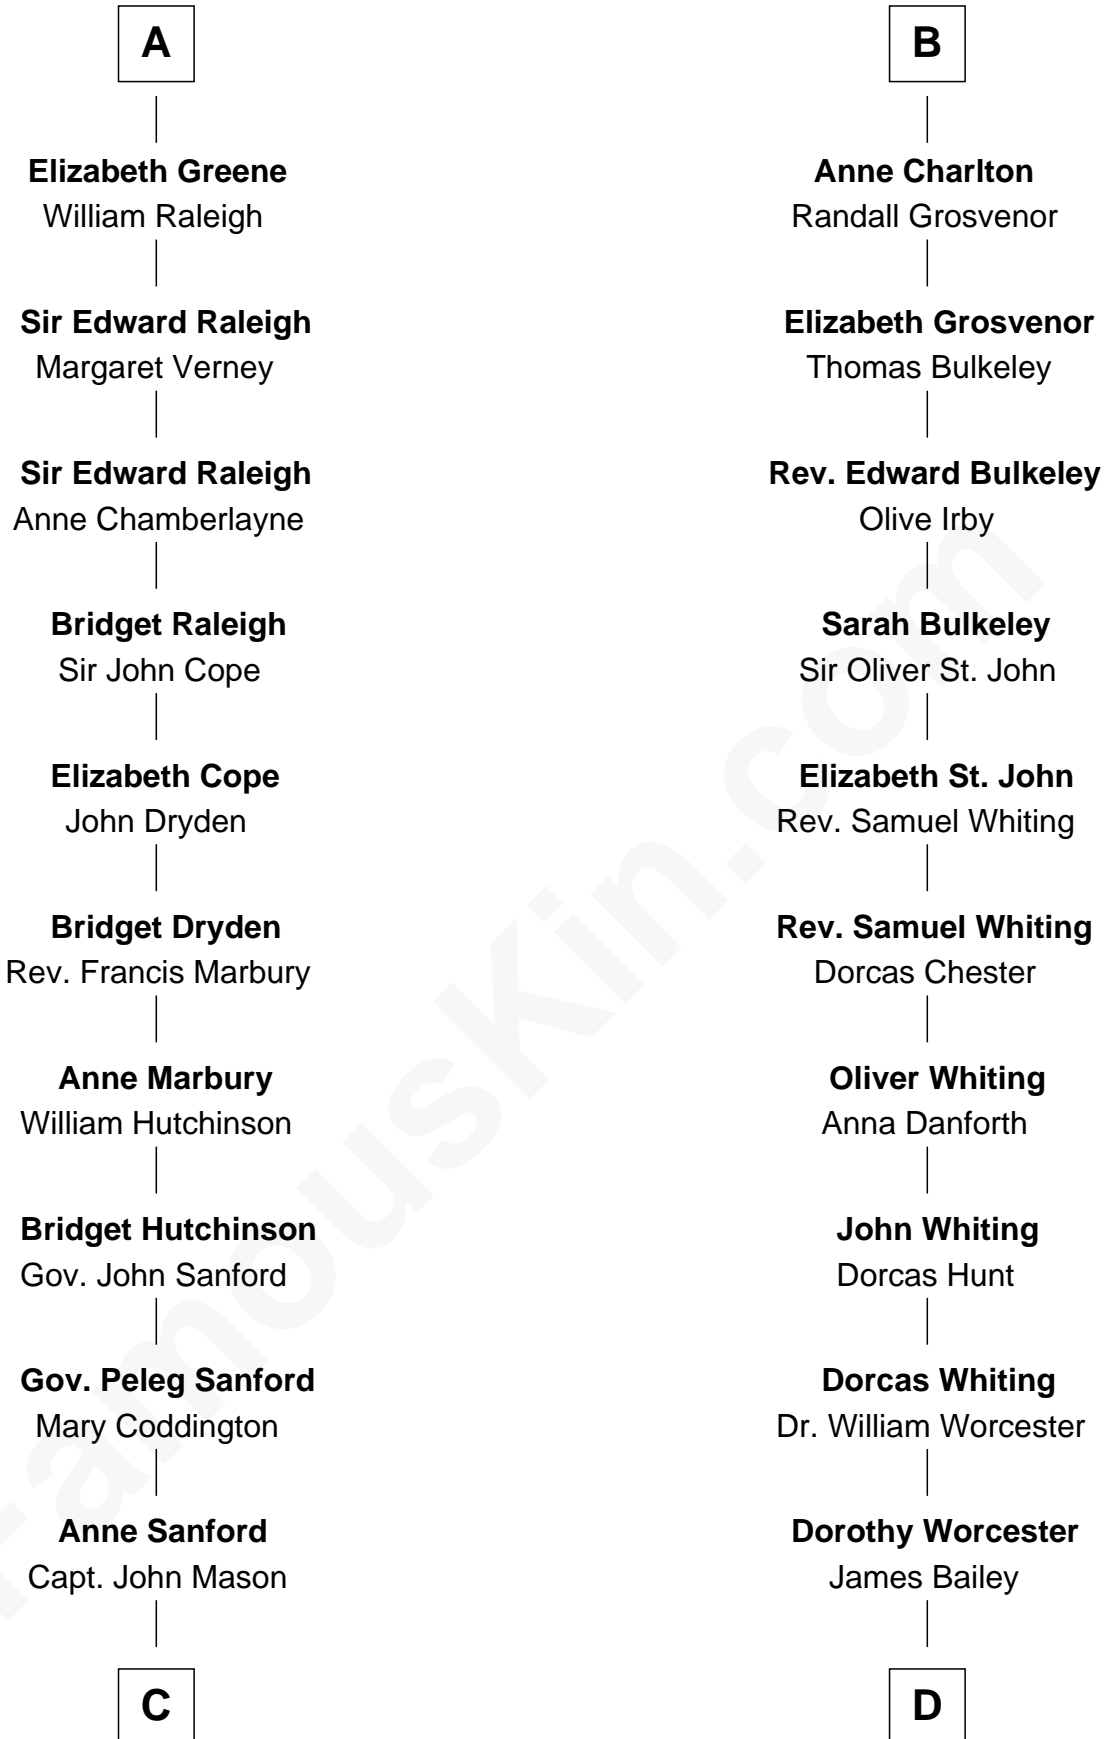 A
Elizabeth Greene
William Raleigh
Sir Edward Raleigh
Margaret Verney
Sir Edward Raleigh
Anne Chamberlayne
Bridget Raleigh
Sir John Cope
Elizabeth Cope
John Dryden
Bridget Dryden
Rev. Francis Marbury
Anne Marbury
William Hutchinson
Bridget Hutchinson
Gov. John Sanford
Gov. Peleg Sanford
Mary Coddington
Anne Sanford
Capt. John Mason
C
B
Anne Charlton
Randall Grosvenor
Elizabeth Grosvenor
Thomas Bulkeley
Rev. Edward Bulkeley
Olive Irby
Sarah Bulkeley
Sir Oliver St. John
Elizabeth St. John
Rev. Samuel Whiting
Rev. Samuel Whiting
Dorcas Chester
Oliver Whiting
Anna Danforth
John Whiting
Dorcas Hunt
Dorcas Whiting
Dr. William Worcester
Dorothy Worcester
James Bailey
D
FamousKin.com